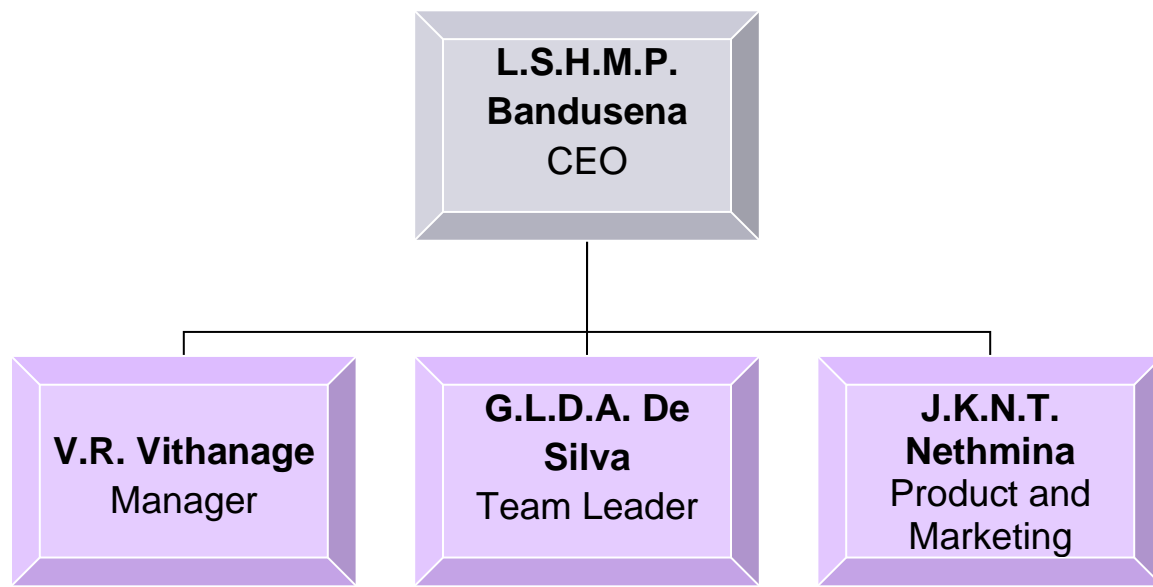 L.S.H.M.P.
Bandusena
CEO
V.R. Vithanage
Manager
G.L.D.A. De
Silva
Team Leader
J.K.N.T.
Nethmina
Product and
Marketing